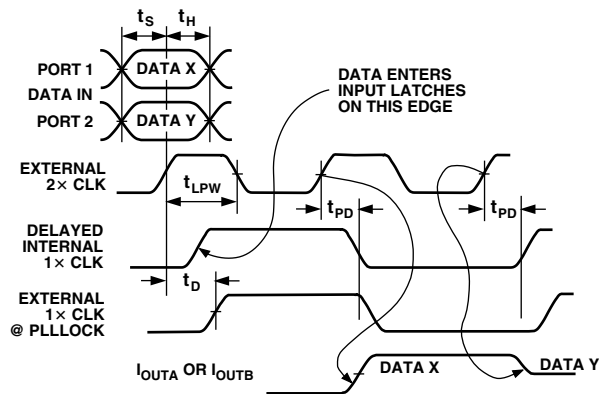 tS tH
PORT 1 DATA X
DATA IN
PORT 2 DATA Y
DATA ENTERS
INPUT LATCHES
ON THIS EDGE
EXTERNAL
2× CLK
tLPW
tPD
tPD
DELAYED
INTERNAL
1× CLK
tD
EXTERNAL
1× CLK
@ PLLLOCK
IOUTA OR IOUTB
DATA X
DATA Y